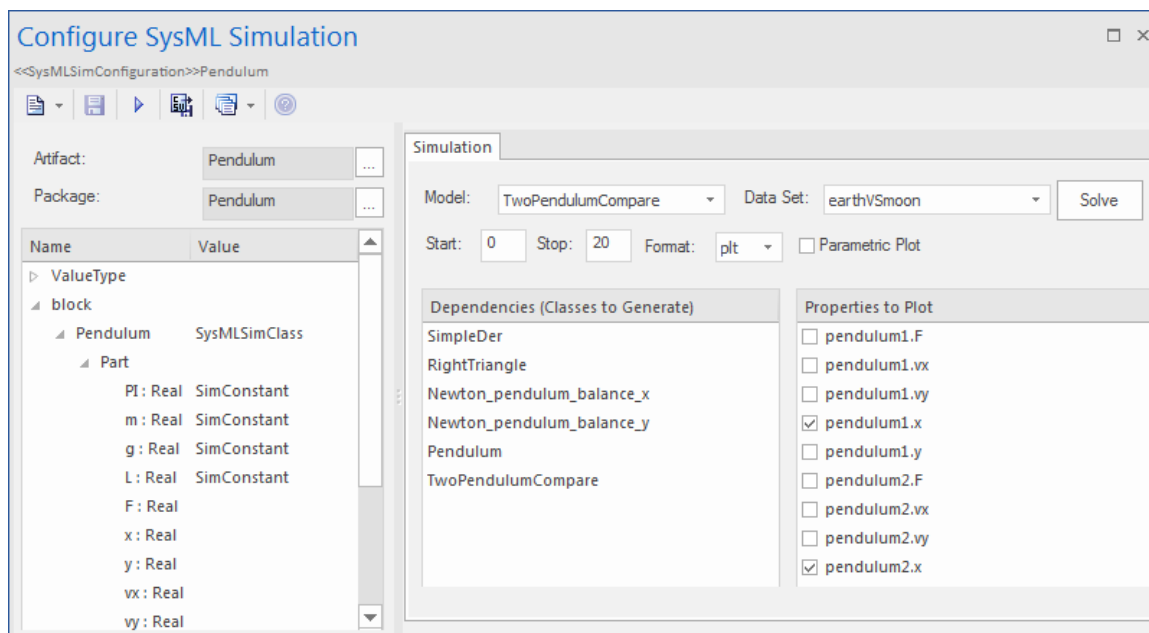 Configure SysML Simulation
<<SysMLSimConfiguration>>Pendulum
Artifact: Pendulum ...
Package: Pendulum ...
Name Value
ValueType
block
Pendulum SysMLSimClass
Part
PI : Real SimConstant
m : Real SimConstant
g : Real SimConstant
L : Real SimConstant
F : Real
x : Real
y : Real
vx : Real
vy : Real
Simulation
Model: TwoPendulumCompare Data Set: earthVSmoon Solve
Start: 0 Stop: 20 Format: plt Parametric Plot
Dependencies (Classes to Generate)
SimpleDer
RightTriangle
Newton_pendulum_balance_x
Newton_pendulum_balance_y
Pendulum
TwoPendulumCompare
Properties to Plot
pendulum1.F
pendulum1.vx
pendulum1.vy
pendulum1.x
pendulum1.y
pendulum2.F
pendulum2.vx
pendulum2.vy
pendulum2.x